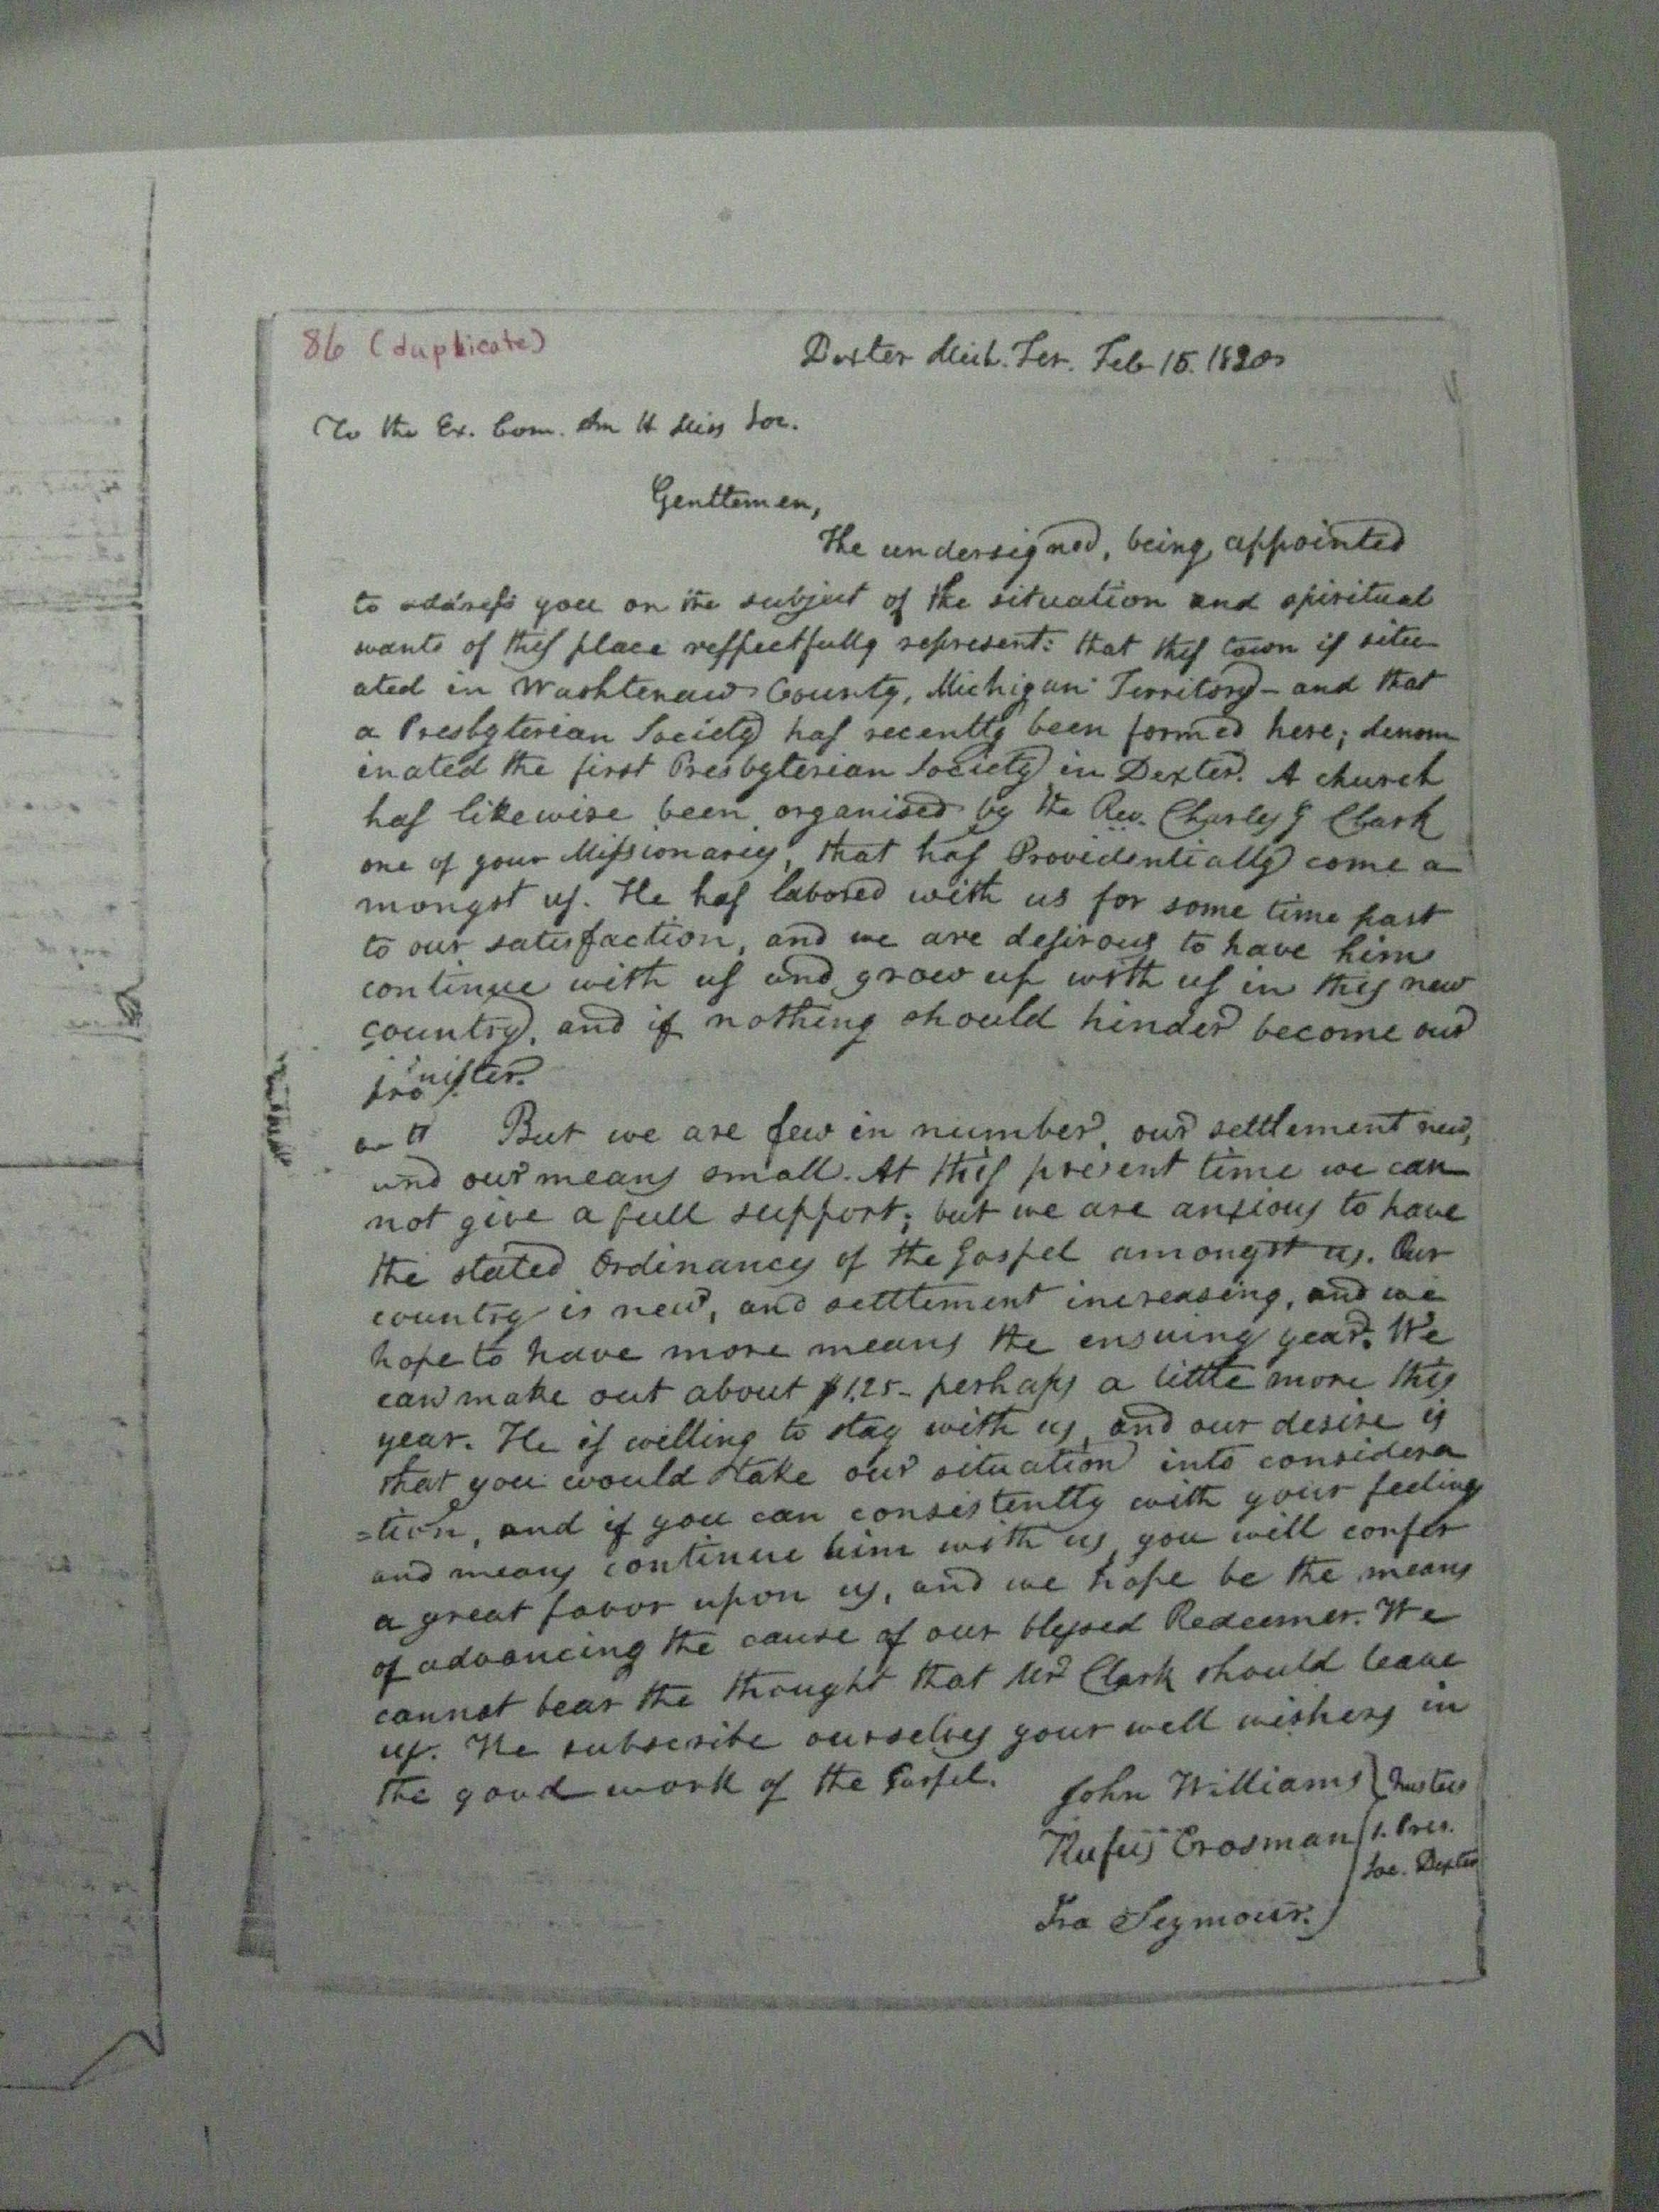 86 (duplicate)
Dexter Mich. Ter. Feb 15.
To the Ex. Com. Am H Miss Soc.
Genttemen,
The undersigned, being appointed
to address you on the subject of the situation and spiritual
wants of this place respectfully represent: that this town is situ
ated in Washtenaw County, Michigan Territory - and that
a Presbyterian Society has recently been formed here; denom
inated the first Presbyterian Society in Dexter. A church
has likewise been organised by the Rev. Charles G Clark
one of your Missionaries, that has Providentially come a
mongst us. He has labored with us for some time past
to our satisfaction, and we are desirous to have him
continue with us and grow up with us in this new
country, and if nothing should hinder become our
nister.
But we are few in number, our settlement new,
and our means small. At this present time we can
not give a full support; but we are anxious to have
the stated Ordinances of the Gospel amongst us. Our
country is new, and settlement increasing, and we
hope to have more means the ensuing year. We
can make out about $125- perhaps a little more this
year. He is willing to stay with us, and our desire is
that you would take our situation into considera
=tion, and if you can consistently with your feelings
and means continue him with us, you will confer
a great favor upon us, and we hope be the means
of advancing the cause of our blessed Redeemer. We
cannot bear the thought that Mr Clark should leave
us. We subscribe ourselves your well wishers in
the good work of the Gospel.
John Williams } Trustees
Rufus Crosman 1. Pres.
Soc. Dexter
Ira Seymour.